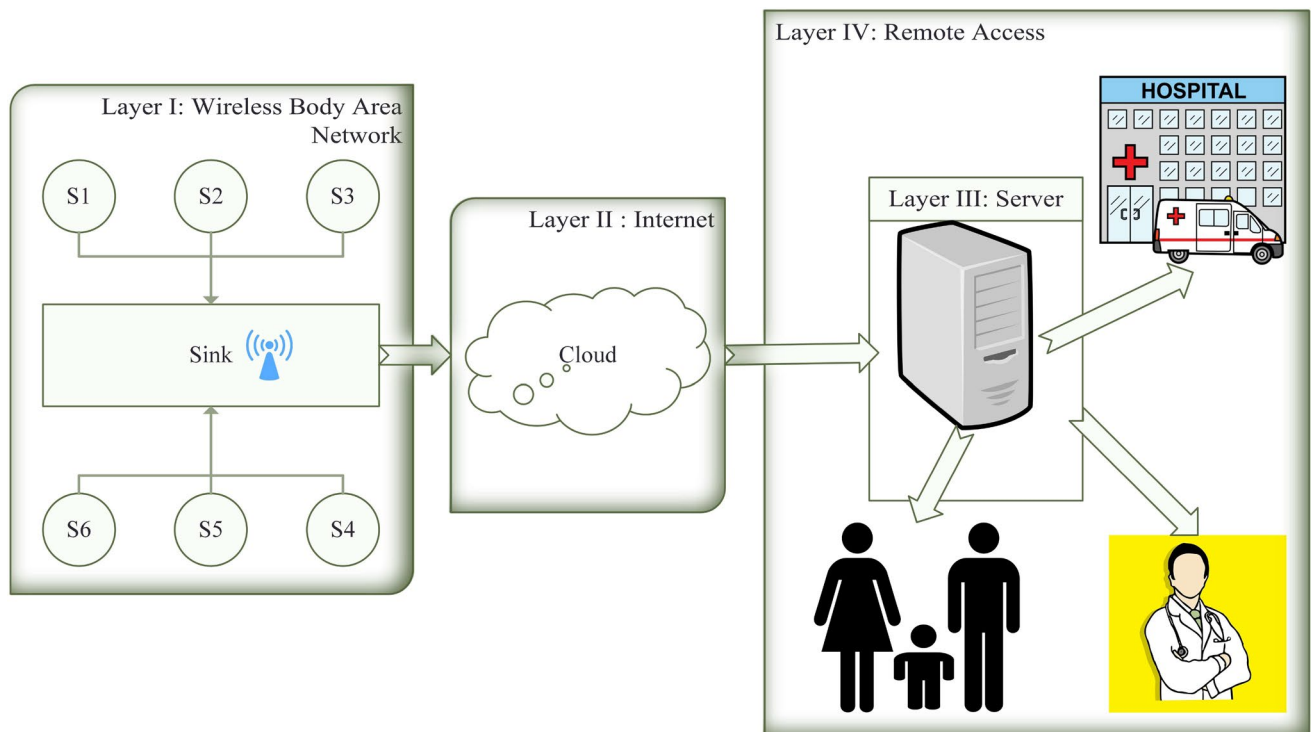 Layer I: Wireless Body Area
Network
S1
S2
S3
Sink
S6
S5
S4
Layer II : Internet
Cloud
Layer IV: Remote Access
Layer III: Server
HOSPITAL